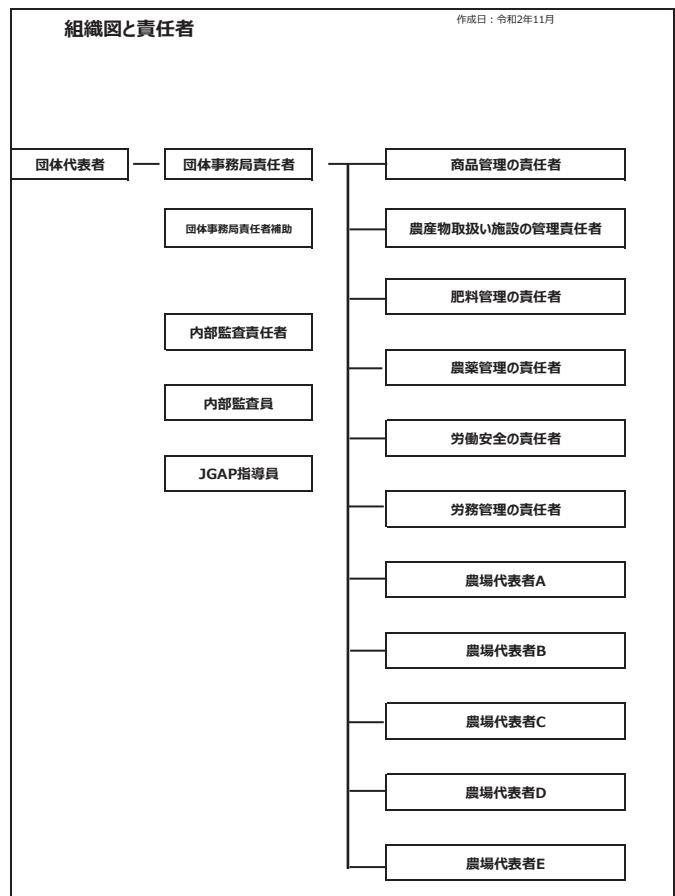 組織図と責任者
作成日：令和2年11月
団体代表者
団体事務局責任者
商品管理の責任者
団体事務局責任者補助
農産物取扱い施設の管理責任者
肥料管理の責任者
内部監査責任者
農薬管理の責任者
内部監査員
労働安全の責任者
JGAP指導員
労務管理の責任者
農場代表者A
農場代表者B
農場代表者C
農場代表者D
農場代表者E